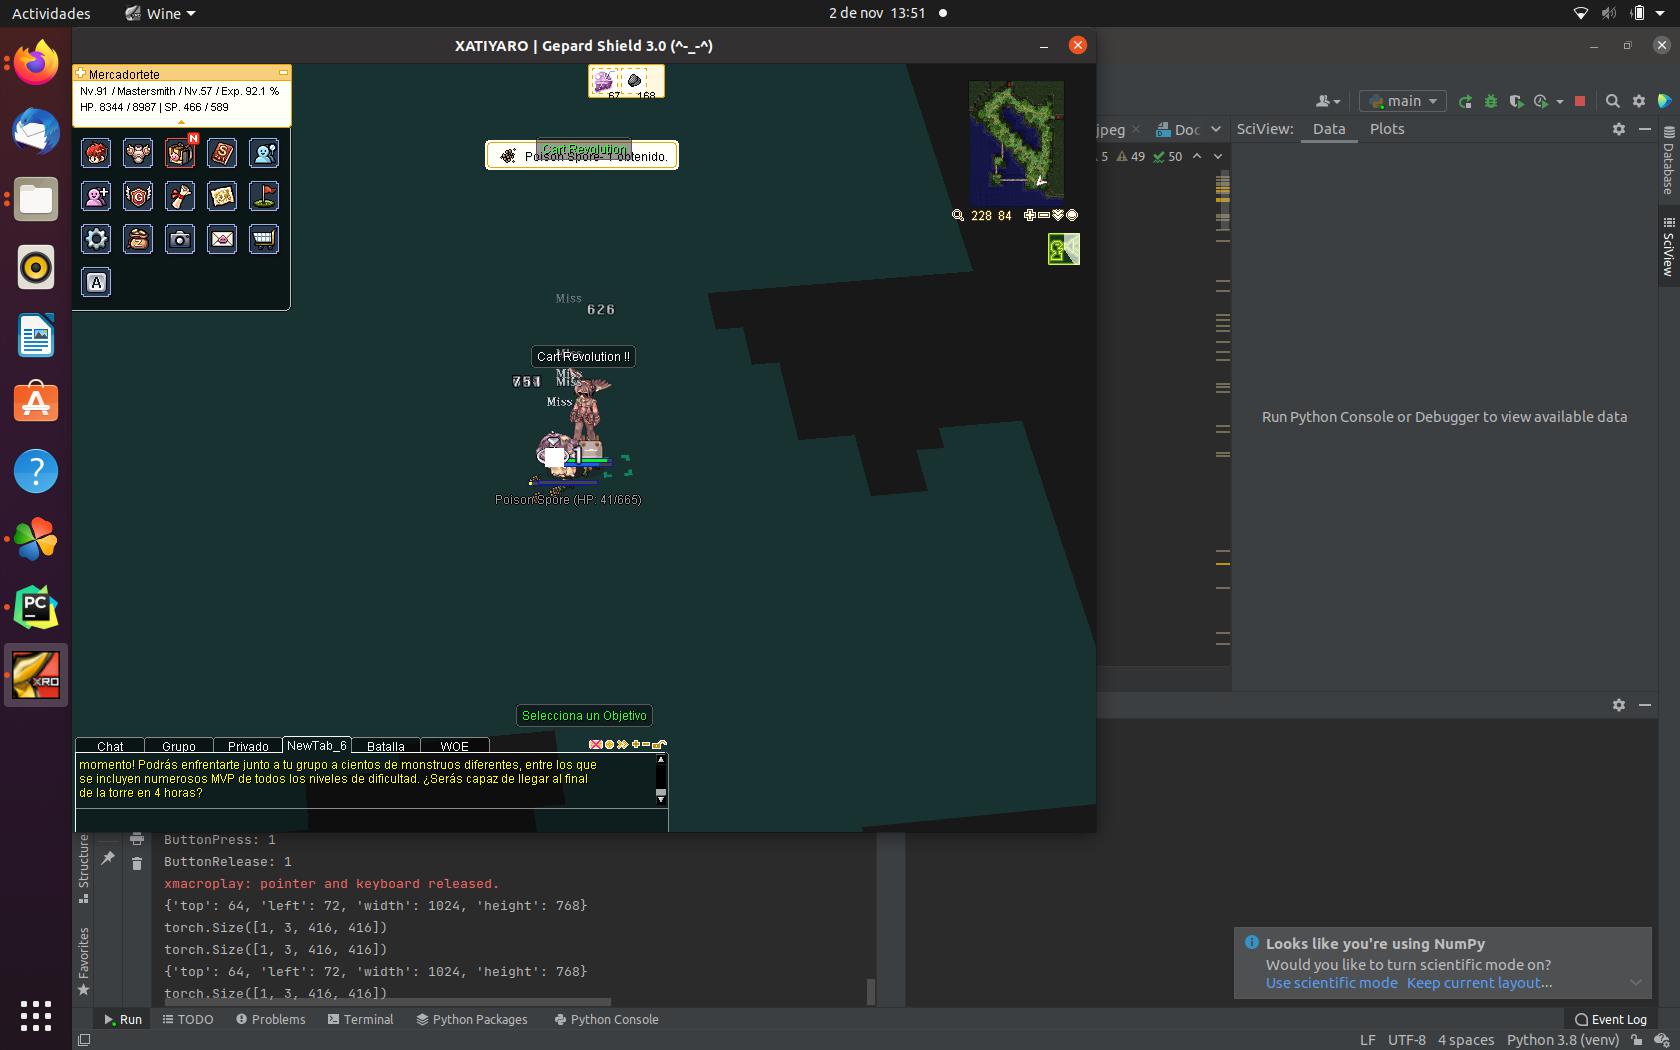 Actividades
Wine
2 de nov 13:51
XATIYARO | Gepard Shield 3.0 (^-_-^)
Mercadortete
Nv.91 / Mastersmith / Nv.57 / Exp. 92.1 %
HP. 8344 / 8987 | SP. 466 / 589
N
A
67 168
Cart Revolution
Poison Spore- 1 obtenido.
228 84
Miss
626
Cart Revolution !!
751
Miss
Miss
Miss
1
Poison Spore (HP: 41/665)
Selecciona un Objetivo
Chat Grupo Privado NewTab_6 Batalla WOE
momento! Podrás enfrentarte junto a tu grupo a cientos de monstruos diferentes, entre los que
se incluyen numerosos MVP de todos los niveles de dificultad. ¿Serás capaz de llegar al final
de la torre en 4 horas?
main
jpeg
Doc
SciView: Data Plots
5 49 50
Database
SciView
Run Python Console or Debugger to view available data
PC
XRO
Structure
Favorites
ButtonPress: 1
ButtonRelease: 1
xmacroplay: pointer and keyboard released.
{'top': 64, 'left': 72, 'width': 1024, 'height': 768}
torch.Size([1, 3, 416, 416])
torch.Size([1, 3, 416, 416])
{'top': 64, 'left': 72, 'width': 1024, 'height': 768}
torch.Size([1, 3, 416, 416])
Looks like you're using NumPy
Would you like to turn scientific mode on?
Use scientific mode Keep current layout...
Run TODO Problems Terminal Python Packages Python Console
Event Log
LF UTF-8 4 spaces Python 3.8 (venv)